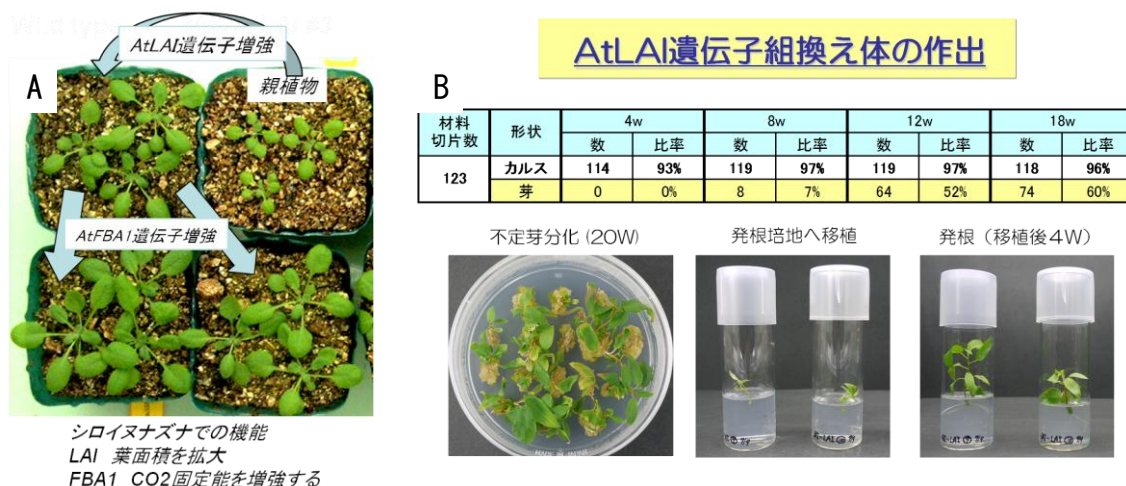 Wild type
#3
AtLAI遺伝子増強
A
親植物
AtFBA1遺伝子増強
シロイヌナズナでの機能
LAI 葉面積を拡大
FBA1 CO2固定能を増強する
AtLAI遺伝子組換え体の作出
B
材料切片数 形状 4w 8w 12w 18w
数 比率 数 比率 数 比率 数 比率
123 カルス 114 93% 119 97% 119 97% 118 96%
芽 0 0% 8 7% 64 52% 74 60%
不定芽分化 (20W) 発根培地へ移植 発根（移植後4W）
MADE IN JAPAN